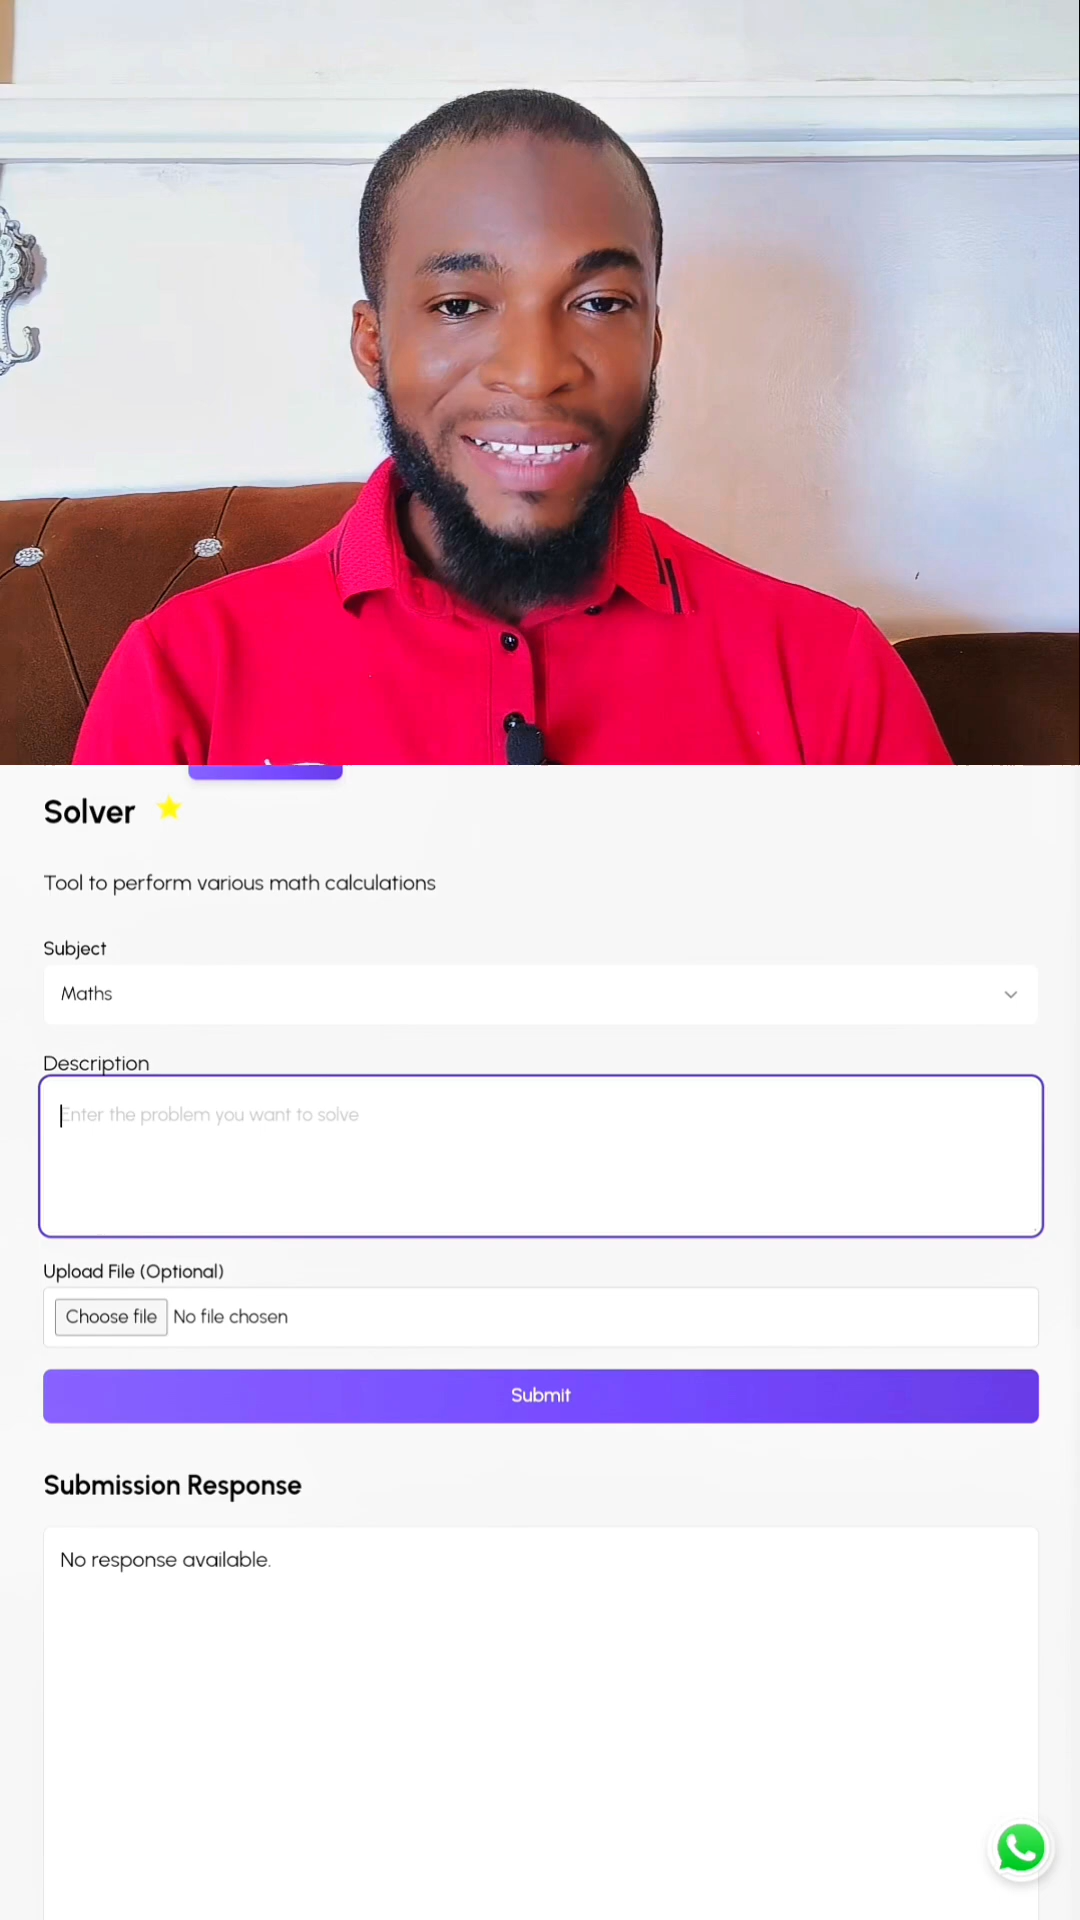 Solver
Tool to perform various math calculations
Subject
Maths
Description
Enter the problem you want to solve
Upload File (Optional)
Choose file No file chosen
Submit
Submission Response
No response available.